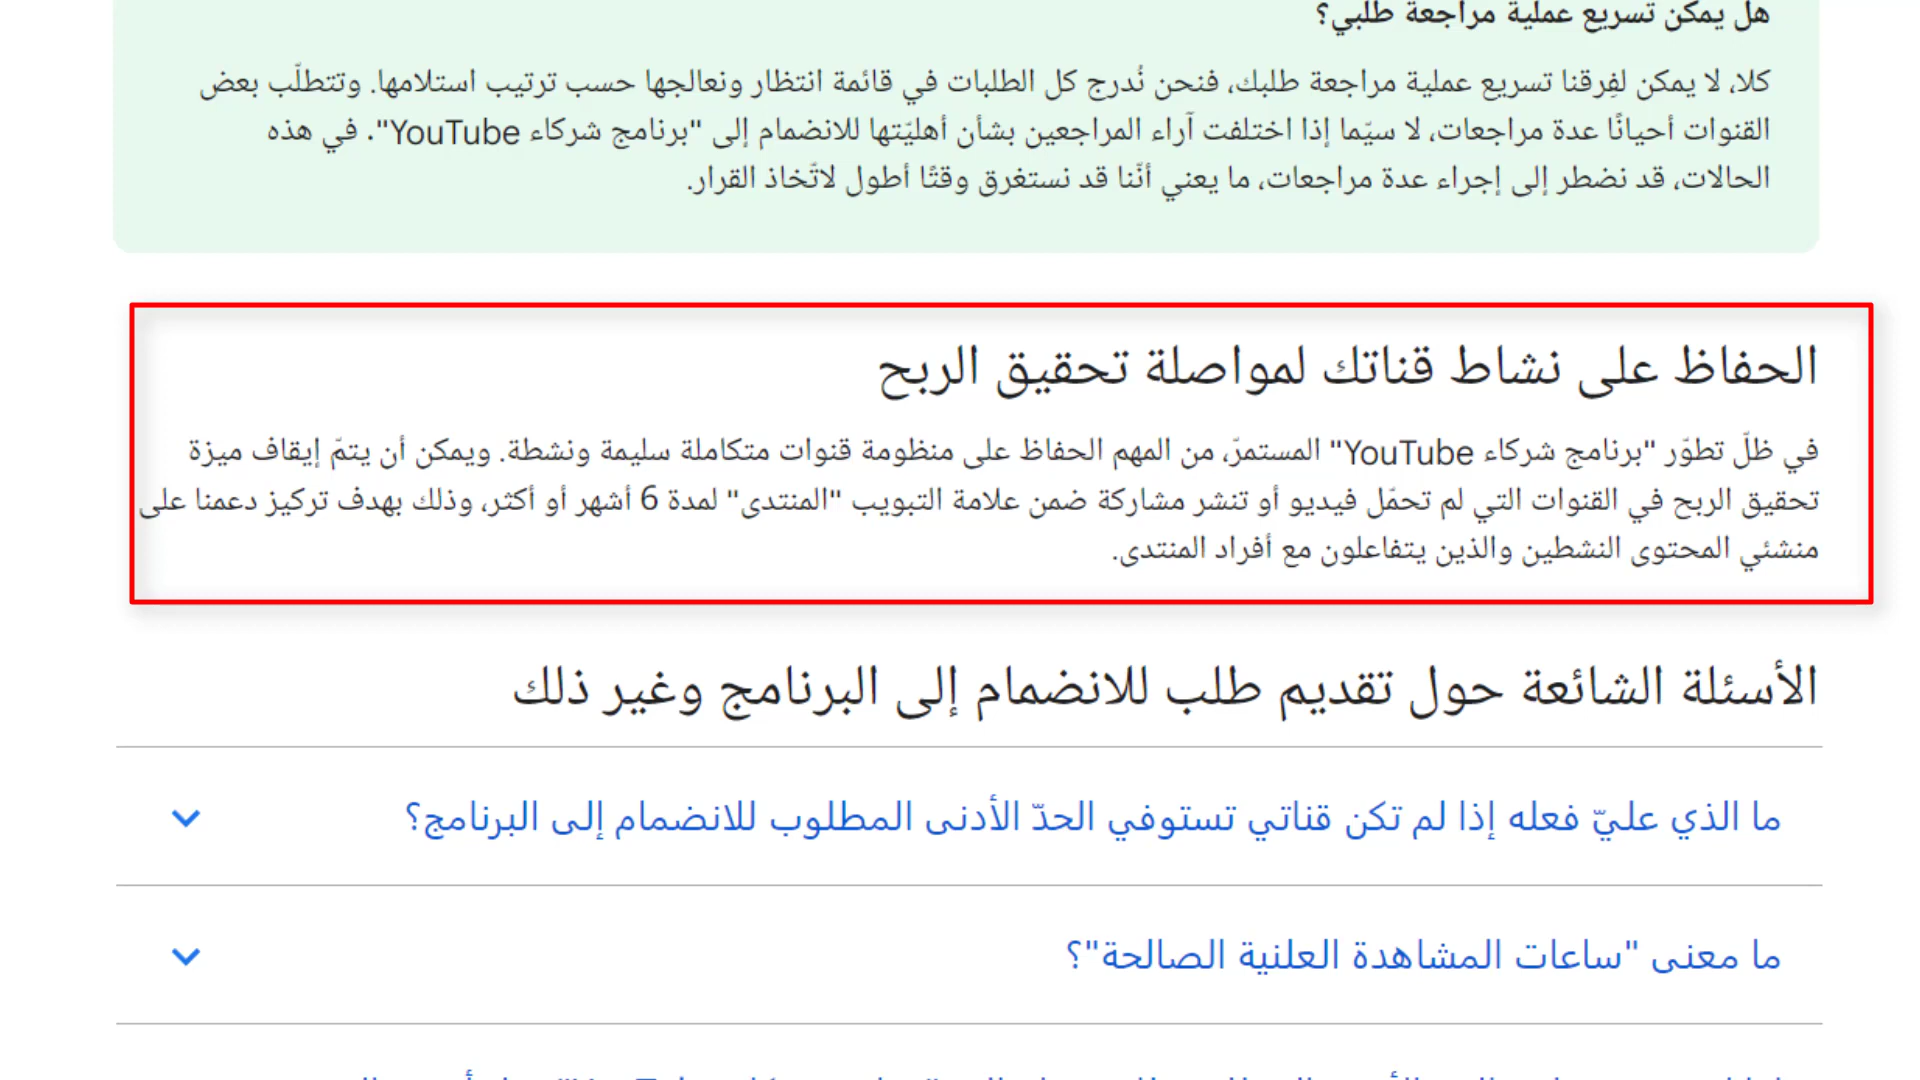 هل يمكن تسريع عملية مراجعة طلبي؟
كلا، لا يمكن لفِرقنا تسريع عملية مراجعة طلبك، فنحن نُدرج كل الطلبات في قائمة انتظار ونعالجها حسب ترتيب استلامها. وتتطلّب بعض
القنوات أحيانًا عدة مراجعات، لا سيّما إذا اختلفت آراء المراجعين بشأن أهليّتها للانضمام إلى "برنامج شركاء YouTube". في هذه
الحالات، قد نضطر إلى إجراء عدة مراجعات، ما يعني أنّنا قد نستغرق وقتًا أطول لاتّخاذ القرار.
الحفاظ على نشاط قناتك لمواصلة تحقيق الربح
في ظلّ تطوّر "برنامج شركاء YouTube" المستمرّ، من المهم الحفاظ على منظومة قنوات متكاملة سليمة ونشطة. ويمكن أن يتمّ إيقاف ميزة
تحقيق الربح في القنوات التي لم تحمّل فيديو أو تنشر مشاركة ضمن علامة التبويب "المنتدى" لمدة 6 أشهر أو أكثر، وذلك بهدف تركيز دعمنا على
منشئي المحتوى النشطين والذين يتفاعلون مع أفراد المنتدى.
الأسئلة الشائعة حول تقديم طلب للانضمام إلى البرنامج وغير ذلك
ما الذي عليّ فعله إذا لم تكن قناتي تستوفي الحدّ الأدنى المطلوب للانضمام إلى البرنامج؟
ما معنى "ساعات المشاهدة العلنية الصالحة"؟